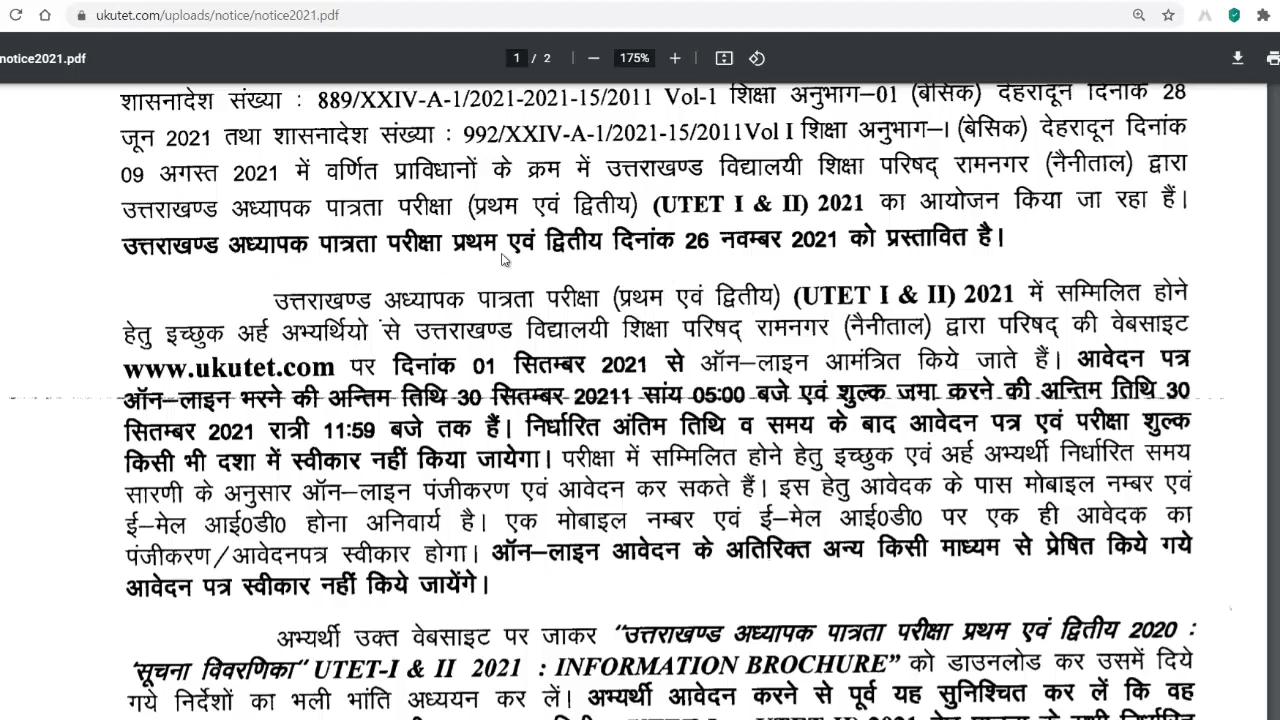 ukutet.com/uploads/notice/notice2021.pdf
notice2021.pdf
1 / 2
175%
शासनादेश संख्या : 889/XXIV-A-1/2021-2021-15/2011 Vol-1 शिक्षा अनुभाग–01 (बेसिक) देहरादून दिनांक 28
जून 2021 तथा शासनादेश संख्या : 992/XXIV-A-1/2021-15/2011Vol I शिक्षा अनुभाग–। (बेसिक) देहरादून दिनांक
09 अगस्त 2021 में वर्णित प्राविधानों के क्रम में उत्तराखण्ड विद्यालयी शिक्षा परिषद् रामनगर (नैनीताल) द्वारा
उत्तराखण्ड अध्यापक पात्रता परीक्षा (प्रथम एवं द्वितीय) (UTET I & II) 2021 का आयोजन किया जा रहा हैं।
उत्तराखण्ड अध्यापक पात्रता परीक्षा प्रथम एवं द्वितीय दिनांक 26 नवम्बर 2021 को प्रस्तावित है।
उत्तराखण्ड अध्यापक पात्रता परीक्षा (प्रथम एवं द्वितीय) (UTET I & II) 2021 में सम्मिलित होने
हेतु इच्छुक अर्ह अभ्यर्थियो से उत्तराखण्ड विद्यालयी शिक्षा परिषद् रामनगर (नैनीताल) द्वारा परिषद् की वेबसाइट
www.ukutet.com पर दिनांक 01 सितम्बर 2021 से ऑन–लाइन आमंत्रित किये जाते हैं। आवेदन पत्र
ऑन–लाइन भरने की अन्तिम तिथि 30 सितम्बर 20211 सांय 05:00 बजे एवं शुल्क जमा करने की अन्तिम तिथि 30
सितम्बर 2021 रात्री 11:59 बजे तक हैं। निर्धारित अंतिम तिथि व समय के बाद आवेदन पत्र एवं परीक्षा शुल्क
किसी भी दशा में स्वीकार नहीं किया जायेगा। परीक्षा में सम्मिलित होने हेतु इच्छुक एवं अर्ह अभ्यर्थी निर्धारित समय
सारणी के अनुसार ऑन–लाइन पंजीकरण एवं आवेदन कर सकते हैं। इस हेतु आवेदक के पास मोबाइल नम्बर एवं
ई–मेल आई0डी0 होना अनिवार्य है। एक मोबाइल नम्बर एवं ई–मेल आई0डी0 पर एक ही आवेदक का
पंजीकरण/आवेदनपत्र स्वीकार होगा। ऑन–लाइन आवेदन के अतिरिक्त अन्य किसी माध्यम से प्रेषित किये गये
आवेदन पत्र स्वीकार नहीं किये जायेंगे।
अभ्यर्थी उक्त वेबसाइट पर जाकर “उत्तराखण्ड अध्यापक पात्रता परीक्षा प्रथम एवं द्वितीय 2020 :
‘सूचना विवरणिका” UTET-I & II 2021 : INFORMATION BROCHURE” को डाउनलोड कर उसमें दिये
गये निर्देशों का भली भांति अध्ययन कर लें। अभ्यर्थी आवेदन करने से पूर्व यह सुनिश्चित कर लें कि वह